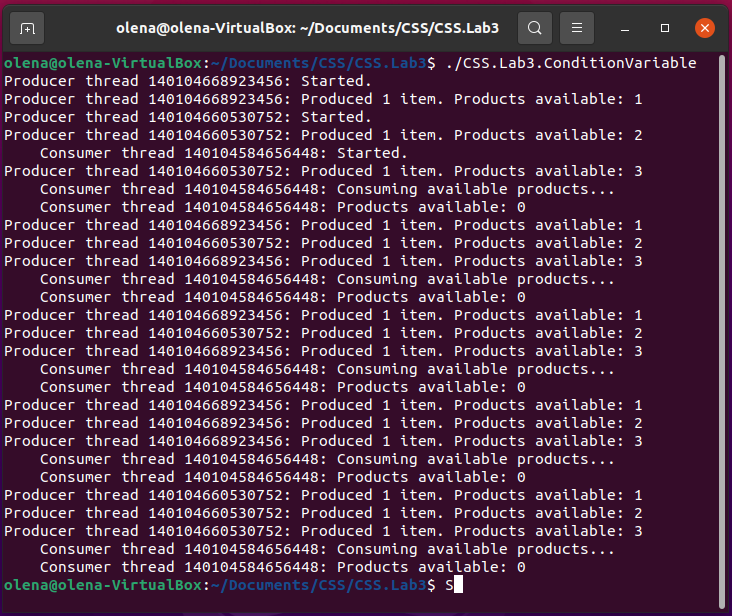 olena@olena-VirtualBox: ~/Documents/CSS/CSS.Lab3
olena@olena-VirtualBox:~/Documents/CSS/CSS.Lab3$ ./CSS.Lab3.ConditionVariable
Producer thread 140104668923456: Started.
Producer thread 140104668923456: Produced 1 item. Products available: 1
Producer thread 140104660530752: Started.
Producer thread 140104660530752: Produced 1 item. Products available: 2
    Consumer thread 140104584656448: Started.
Producer thread 140104660530752: Produced 1 item. Products available: 3
    Consumer thread 140104584656448: Consuming available products...
    Consumer thread 140104584656448: Products available: 0
Producer thread 140104668923456: Produced 1 item. Products available: 1
Producer thread 140104660530752: Produced 1 item. Products available: 2
Producer thread 140104668923456: Produced 1 item. Products available: 3
    Consumer thread 140104584656448: Consuming available products...
    Consumer thread 140104584656448: Products available: 0
Producer thread 140104668923456: Produced 1 item. Products available: 1
Producer thread 140104660530752: Produced 1 item. Products available: 2
Producer thread 140104668923456: Produced 1 item. Products available: 3
    Consumer thread 140104584656448: Consuming available products...
    Consumer thread 140104584656448: Products available: 0
Producer thread 140104668923456: Produced 1 item. Products available: 1
Producer thread 140104668923456: Produced 1 item. Products available: 2
Producer thread 140104668923456: Produced 1 item. Products available: 3
    Consumer thread 140104584656448: Consuming available products...
    Consumer thread 140104584656448: Products available: 0
Producer thread 140104660530752: Produced 1 item. Products available: 1
Producer thread 140104660530752: Produced 1 item. Products available: 2
Producer thread 140104660530752: Produced 1 item. Products available: 3
    Consumer thread 140104584656448: Consuming available products...
    Consumer thread 140104584656448: Products available: 0
olena@olena-VirtualBox:~/Documents/CSS/CSS.Lab3$ S